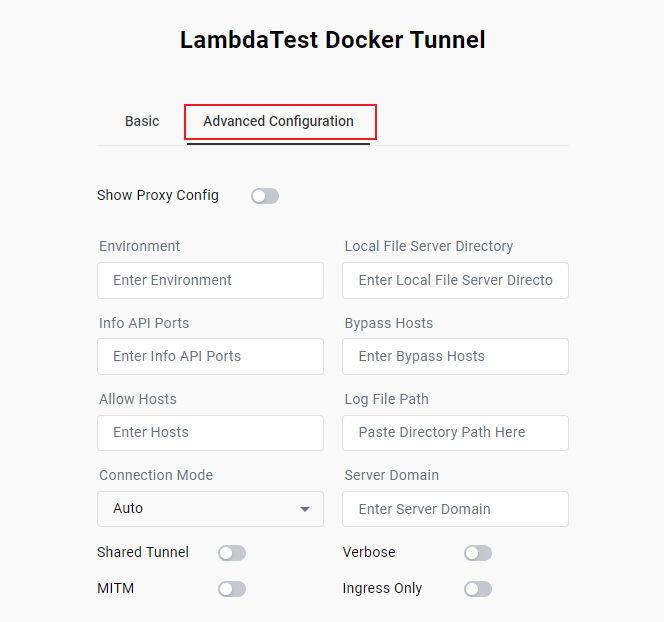 LambdaTest Docker Tunnel
Basic Advanced Configuration
Show Proxy Config
Environment Local File Server Directory
Enter Environment Enter Local File Server Directo
Info API Ports Bypass Hosts
Enter Info API Ports Enter Bypass Hosts
Allow Hosts Log File Path
Enter Hosts Paste Directory Path Here
Connection Mode Server Domain
Auto Enter Server Domain
Shared Tunnel Verbose
MITM Ingress Only